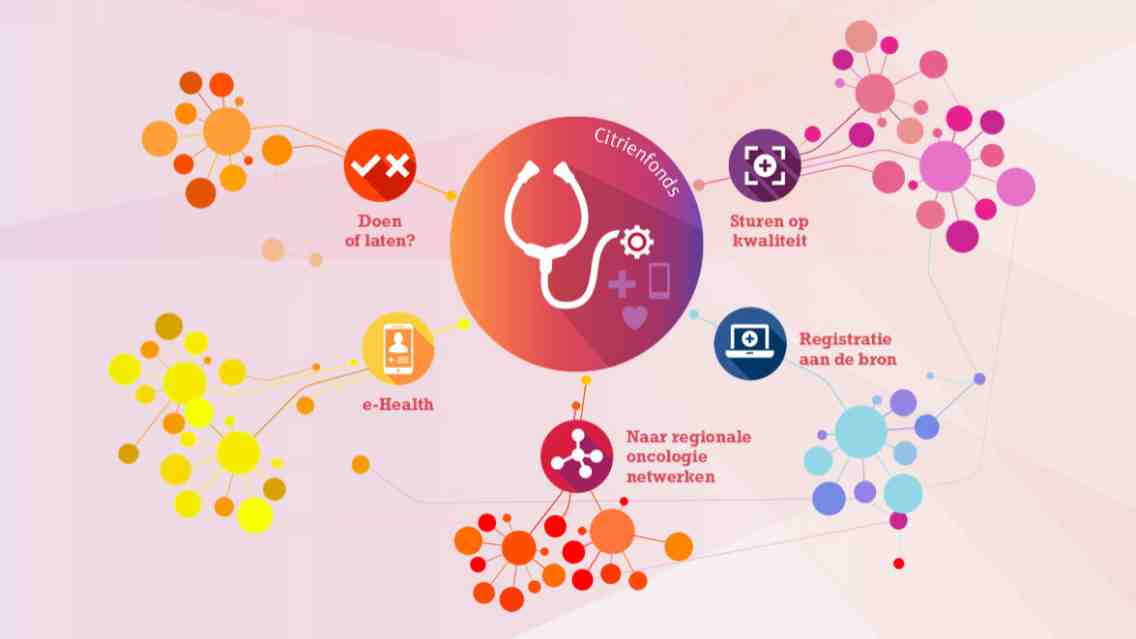 Citrienfonds
Doen
of laten?
Sturen op
kwaliteit
Registratie
aan de bron
e-Health
Naar regionale
oncologie
netwerken